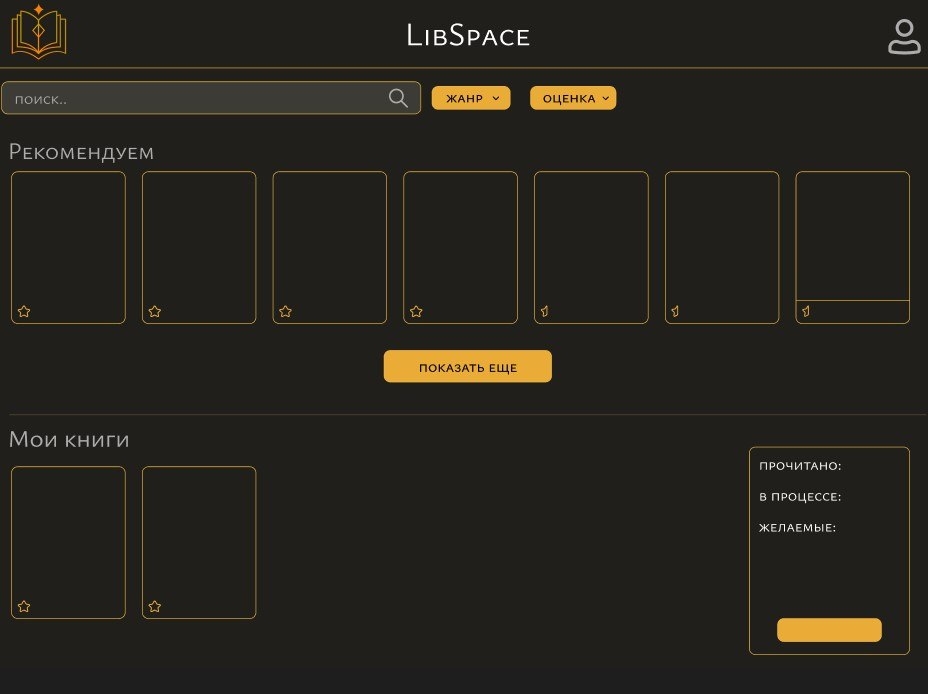 LibSpace
поиск..
ЖАНР
ОЦЕНКА
Рекомендуем
ПОКАЗАТЬ ЕЩЕ
Мои книги
ПРОЧИТАНО:
В ПРОЦЕССЕ:
ЖЕЛАЕМЫЕ: